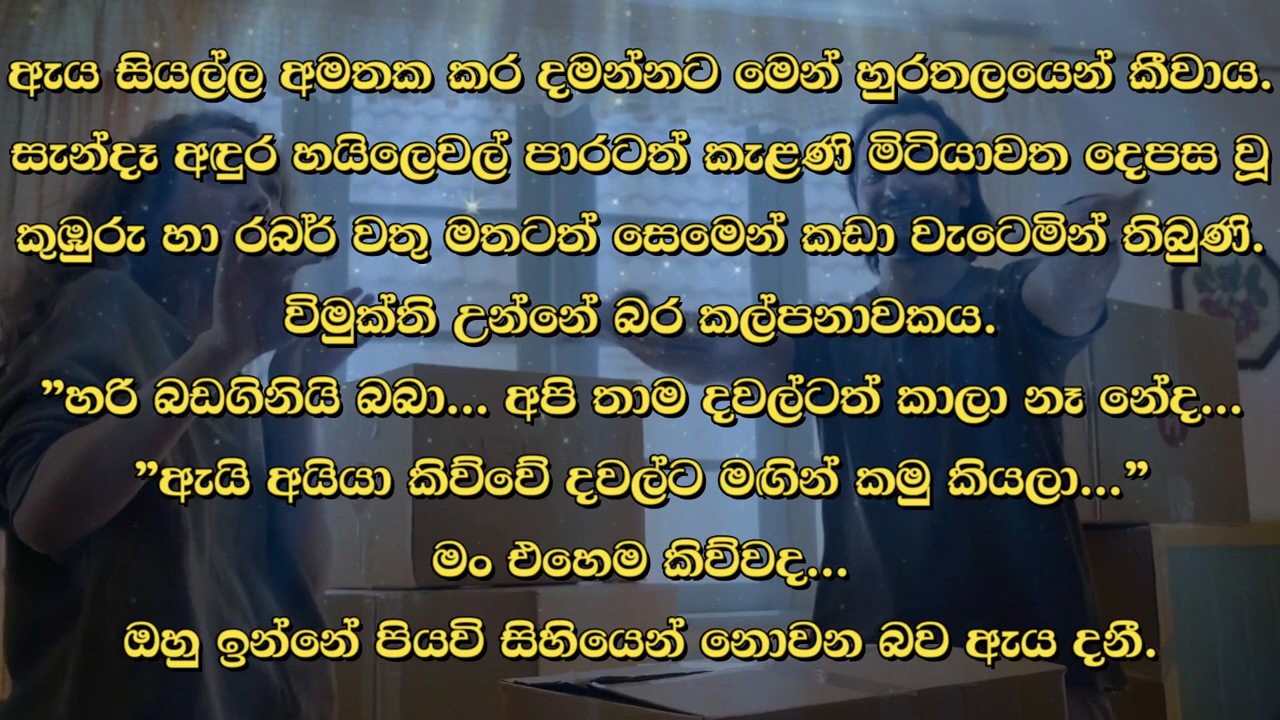 ඇය සියල්ල අමතක කර දමන්නට මෙන් හුරතලයෙන් කීවාය.
සැන්දෑ අඳුර හයිලෙවල් පාරටත් කැළණි මිටියාවත දෙපස වූ
කුඹුරු හා රබර් වතු මතටත් සෙමෙන් කඩා වැටෙමින් තිබුණි.
විමුක්ති උන්නේ බර කල්පනාවකය.
”හරි බඩගිනියි බබා... අපි තාම දවල්ටත් කාලා නෑ නේද...
”ඇයි අයියා කිව්වේ දවල්ට මඟින් කමු කියලා...”
මං එහෙම කිව්වද...
ඔහු ඉන්නේ පියවි සිහියෙන් නොවන බව ඇය දනී.